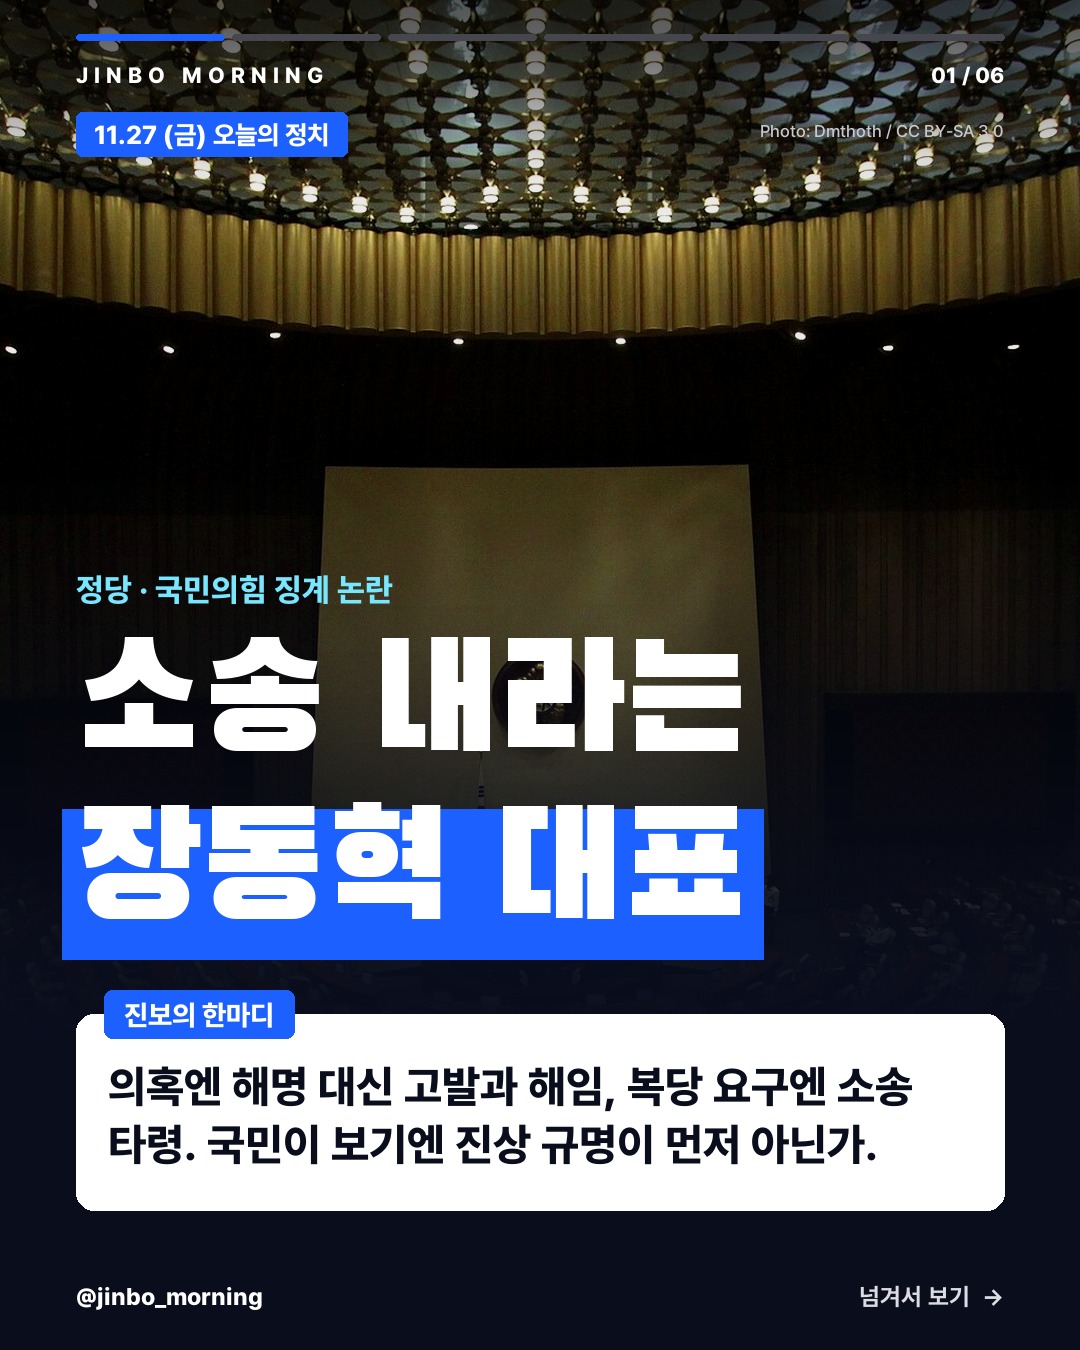 JINBO MORNING
01 / 06
11.27 (금) 오늘의 정치
Photo: Dmthoth / CC BY-SA 3.0
정당 · 국민의힘 징계 논란
소송 내라는
장동혁 대표
진보의 한마디
의혹엔 해명 대신 고발과 해임, 복당 요구엔 소송
타령. 국민이 보기엔 진상 규명이 먼저 아닌가.
@jinbo_morning
넘겨서 보기 →